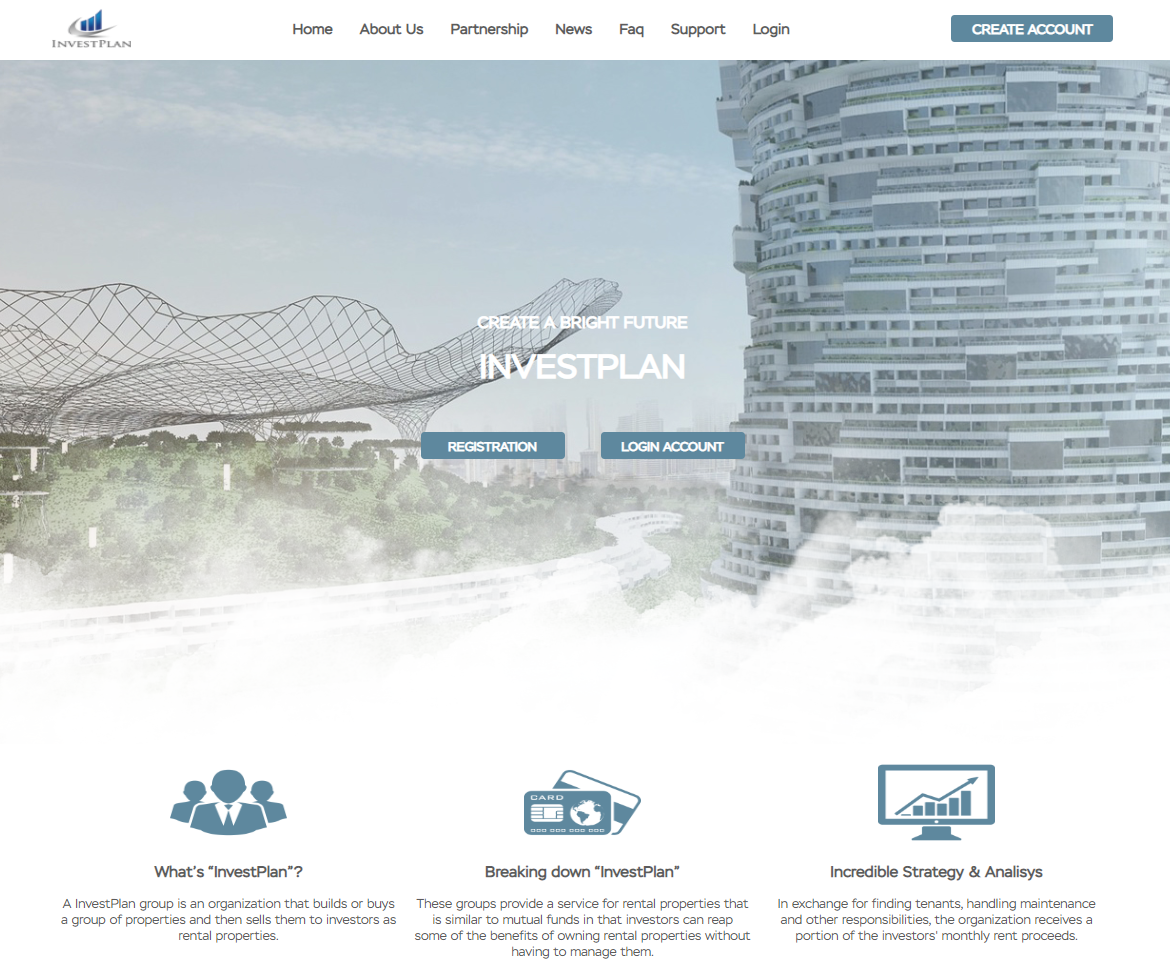 INVESTPLAN
Home About Us Partnership News Faq Support Login
CREATE ACCOUNT
CREATE A BRIGHT FUTURE
INVESTPLAN
REGISTRATION LOGIN ACCOUNT
CARD
What's “InvestPlan”?
A InvestPlan group is an organization that builds or buys
a group of properties and then sells them to investors as
rental properties.
Breaking down “InvestPlan”
These groups provide a service for rental properties that
is similar to mutual funds in that investors can reap
some of the benefits of owning rental properties without
having to manage them.
Incredible Strategy & Analisys
In exchange for finding tenants, handling maintenance
and other responsibilities, the organization receives a
portion of the investors' monthly rent proceeds.